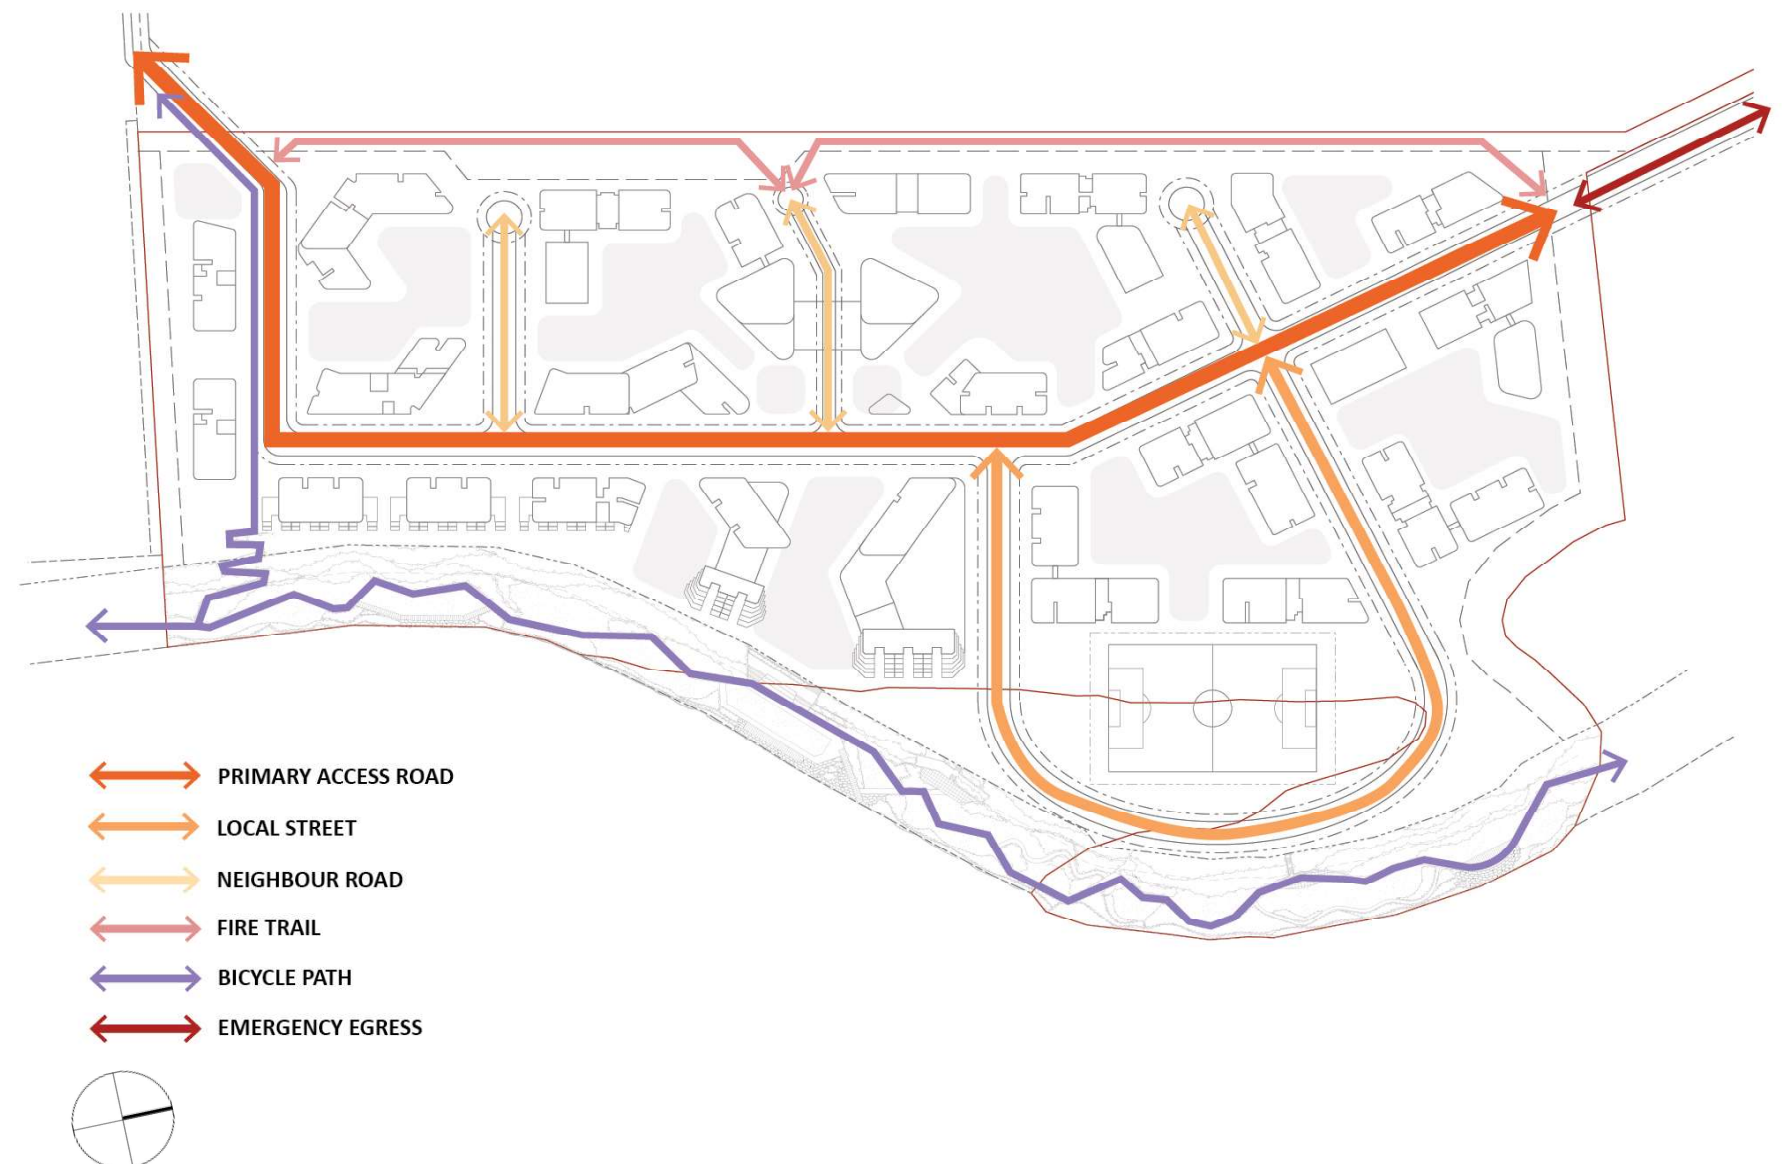 PRIMARY ACCESS ROAD
LOCAL STREET
NEIGHBOUR ROAD
FIRE TRAIL
BICYCLE PATH
EMERGENCY EGRESS